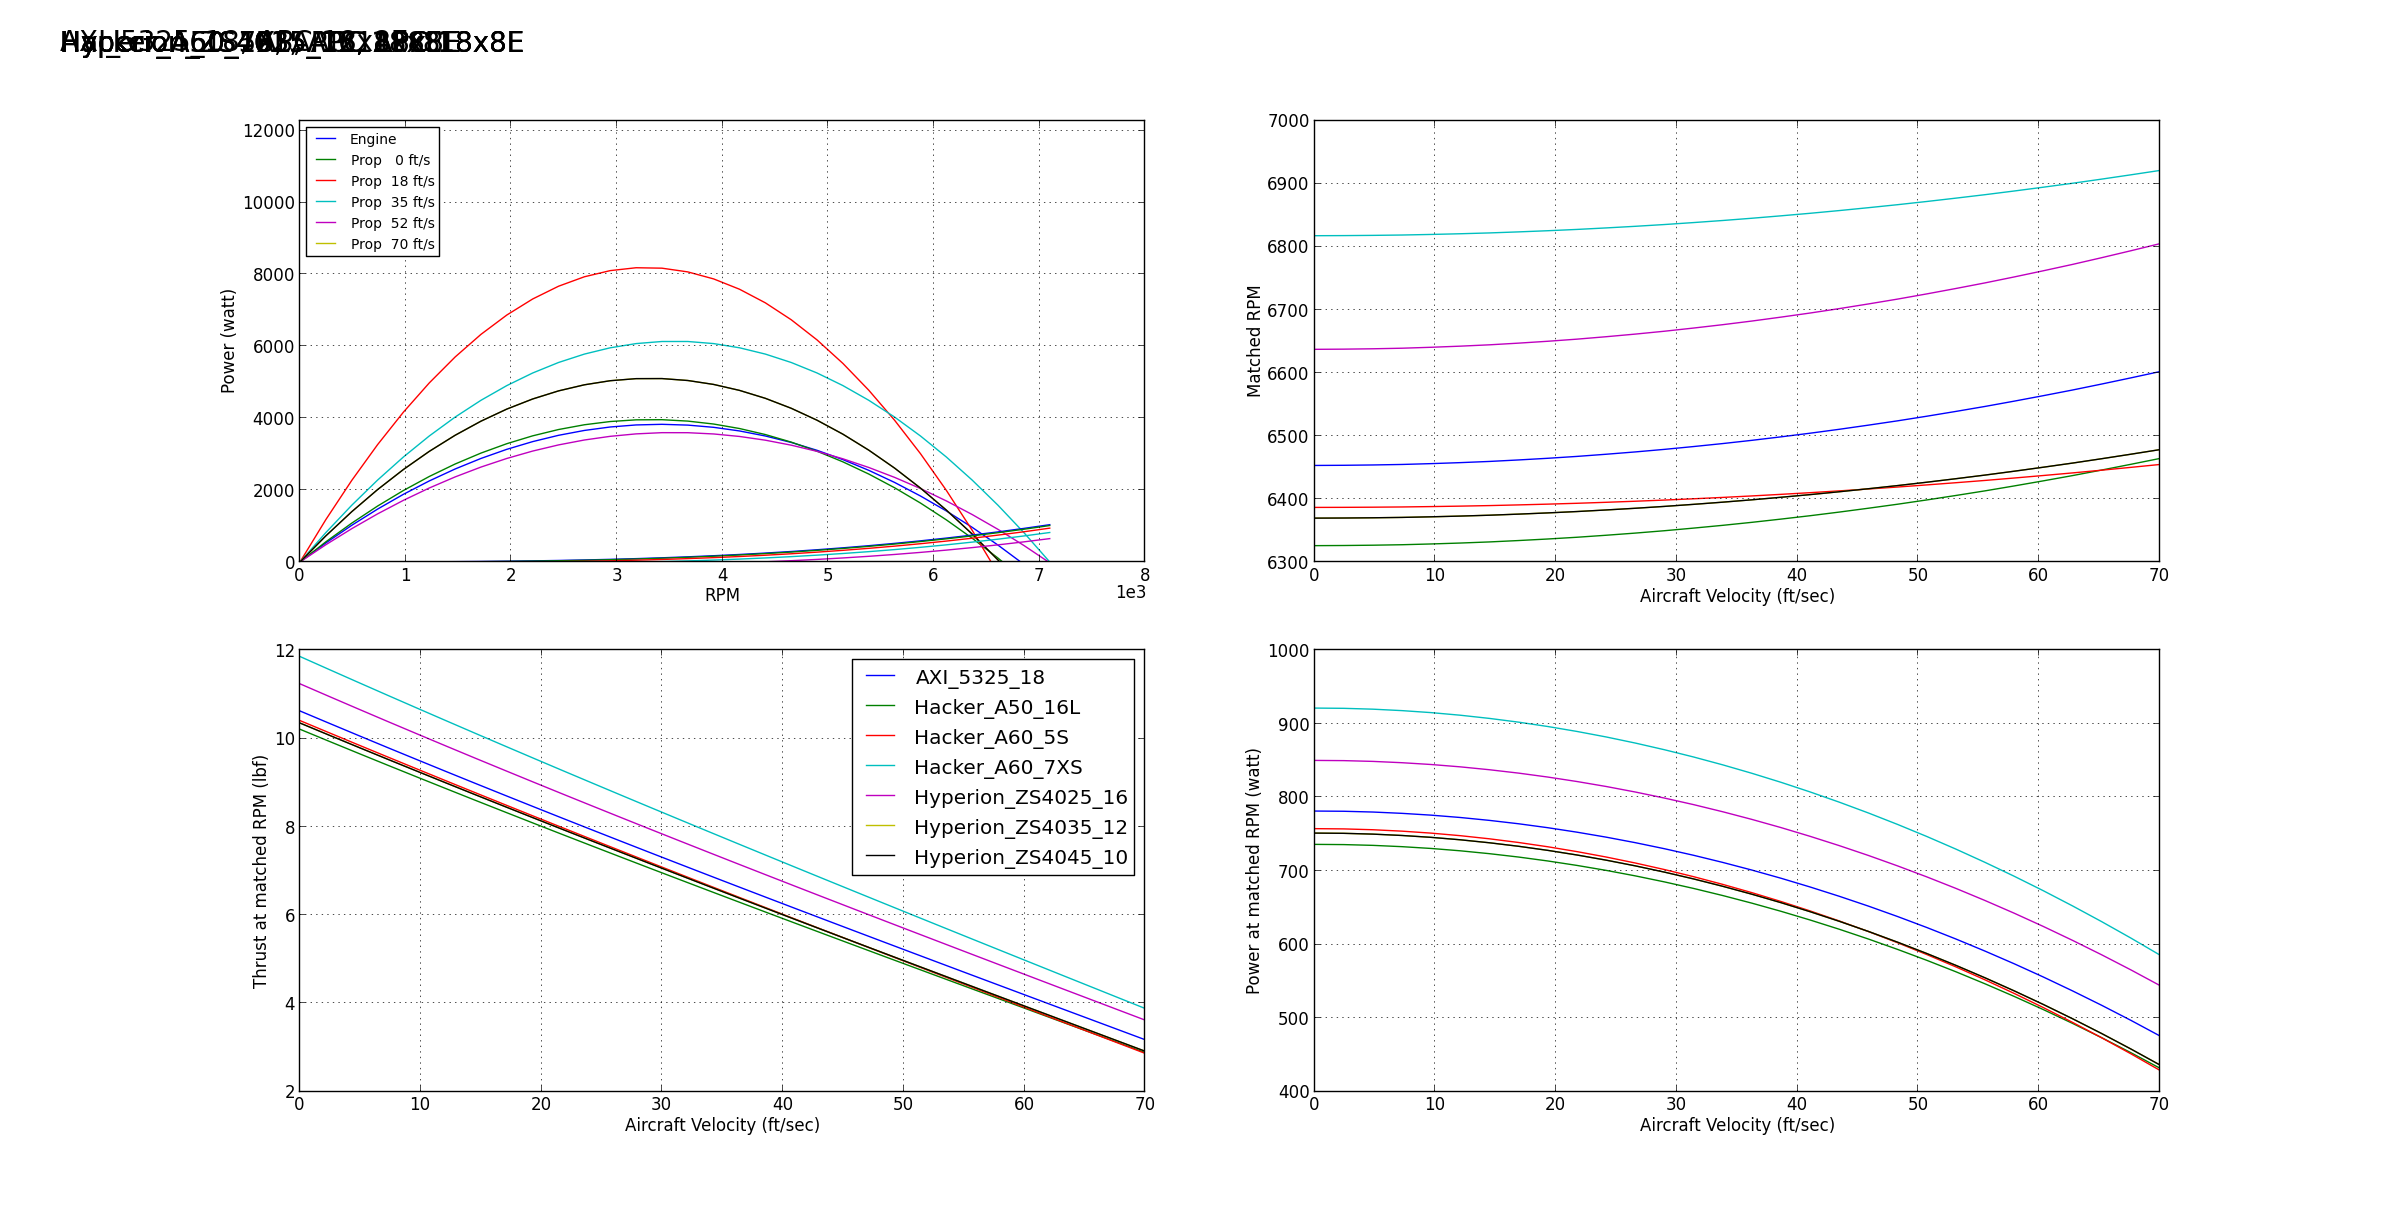 12000
10000
8000
6000
4000
2000
0
Power (watt)
Engine
Prop 0 ft/s
Prop 18 ft/s
Prop 35 ft/s
Prop 52 ft/s
Prop 70 ft/s
0 1 2 3 4 5 6 7 8
1e3
RPM
7000
6900
6800
6700
6600
6500
6400
6300
Matched RPM
0 10 20 30 40 50 60 70
Aircraft Velocity (ft/sec)
12
10
8
6
4
2
Thrust at matched RPM (lbf)
AXI_5325_18
Hacker_A50_16L
Hacker_A60_5S
Hacker_A60_7XS
Hyperion_ZS4025_16
Hyperion_ZS4035_12
Hyperion_ZS4045_10
0 10 20 30 40 50 60 70
Aircraft Velocity (ft/sec)
1000
900
800
700
600
500
400
Power at matched RPM (watt)
0 10 20 30 40 50 60 70
Aircraft Velocity (ft/sec)